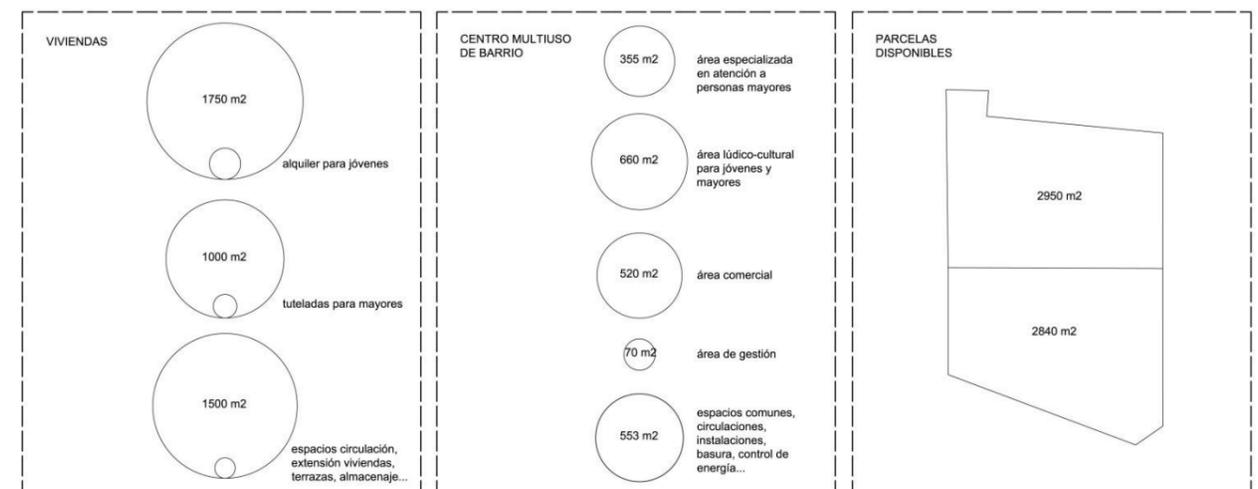 VIVIENDAS
1750 m2
alquiler para jóvenes
1000 m2
tuteladas para mayores
1500 m2
espacios circulación,
extensión viviendas,
terrazas, almacenaje...
CENTRO MULTIUSO
DE BARRIO
355 m2
área especializada
en atención a
personas mayores
660 m2
área lúdico-cultural
para jóvenes y
mayores
520 m2
área comercial
70 m2
área de gestión
553 m2
espacios comunes,
circulaciones,
instalaciones,
basura, control de
energía...
PARCELAS
DISPONIBLES
2950 m2
2840 m2